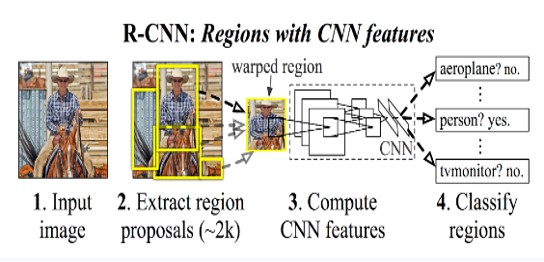 R-CNN: Regions with CNN features
warped region
aeroplane? no.
person? yes.
tvmonitor? no.
CNN
1. Input
image
2. Extract region
proposals (~2k)
3. Compute
CNN features
4. Classify
regions